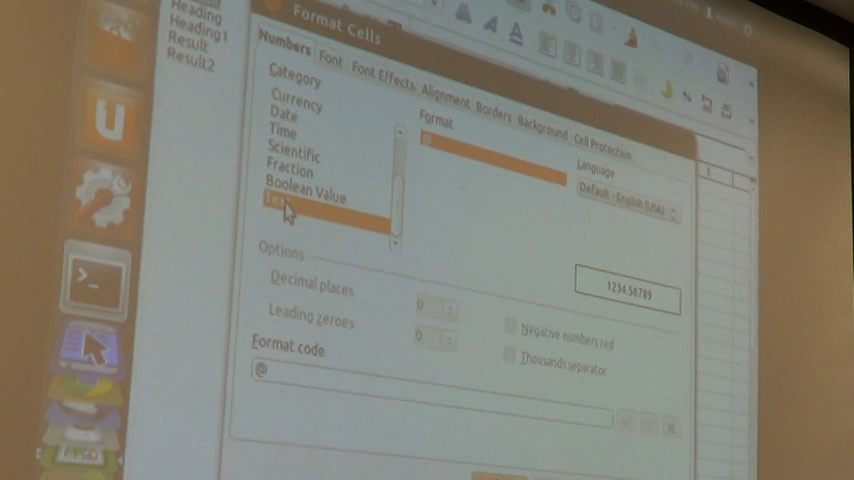 Heading
Heading1
Result
Result2
Format Cells
Numbers
Font
Font Effects
Alignment
Borders
Background
Cell Protection
Category
Currency
Date
Time
Scientific
Fraction
Boolean Value
Text
Format
@
Language
Default - English (USA)
1234.56789
Options
Decimal places
0
Leading zeroes
0
Negative numbers red
Thousands separator
Format code
@